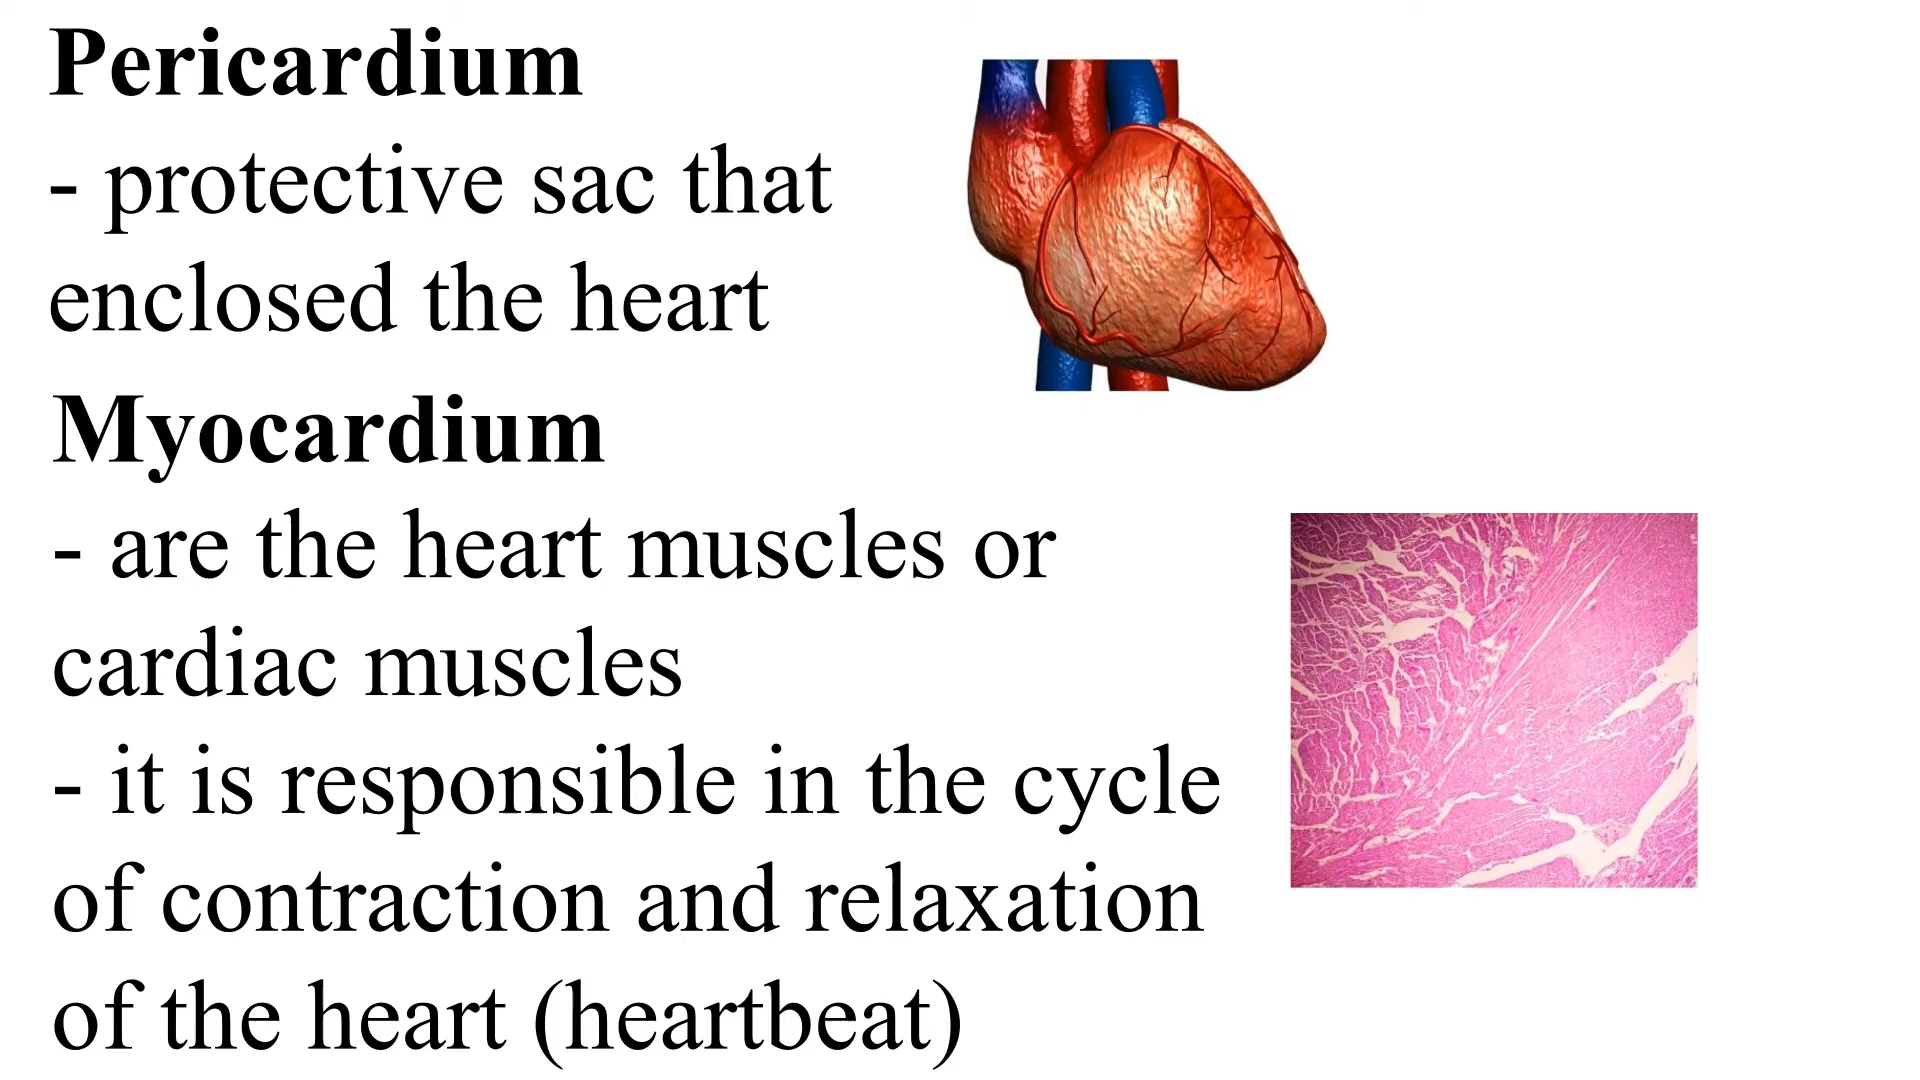 Pericardium
- protective sac that
enclosed the heart
Myocardium
- are the heart muscles or
cardiac muscles
- it is responsible in the cycle
of contraction and relaxation
of the heart (heartbeat)